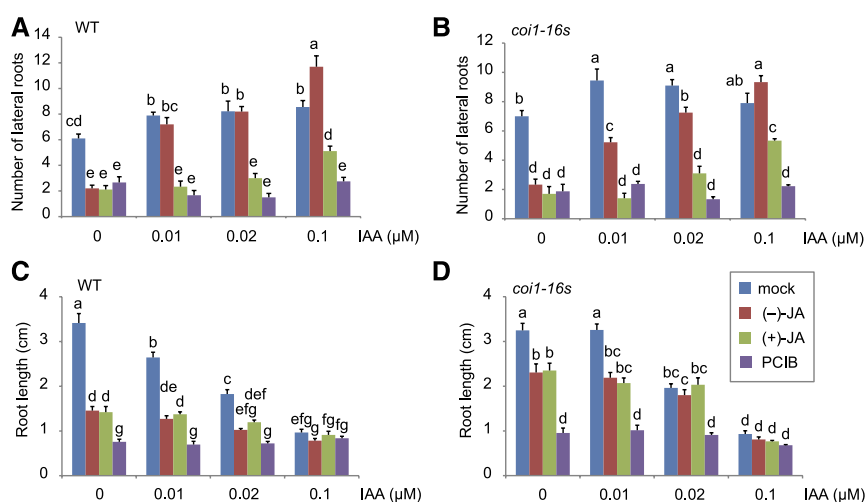 A WT
Number of lateral roots
14
12
10
8
6
4
2
0
cd e e e
b bc e e
b b e e
b a d e
0 0.01 0.02 0.1 IAA (µM)
B coi1-16s
Number of lateral roots
12
10
8
6
4
2
0
b d d d
a c d d
a b d d
ab a c d
0 0.01 0.02 0.1 IAA (µM)
C WT
Root length (cm)
4
3
2
1
0
a d d g
b de d g
c efg def g
efg g fg fg
0 0.01 0.02 0.1 IAA (µM)
D coi1-16s
Root length (cm)
4
3
2
1
0
a b b d
a bc bc d
bc c bc d
d d d d
0 0.01 0.02 0.1 IAA (µM)
mock
(−)-JA
(+)-JA
PCIB